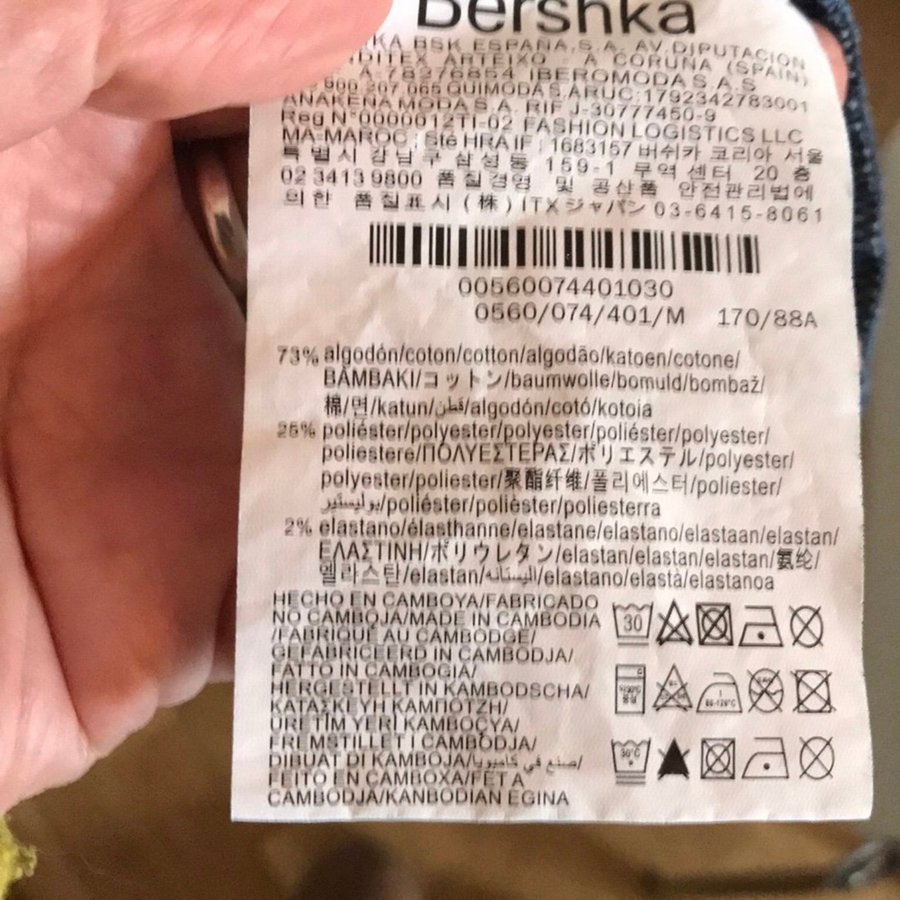 Bershka
KA BSK ESPAÑA,S.A. AV.DIPUTACION
DITEX ARTEIXO A CORUÑA (SPAIN)
A-78276854 IBEROMODA S A S
900 207 065 QUIMODA S.A RUC:1792342783001
ANAKENA MODA S.A. RIF J-30777450-9
Reg N°0000012TI-02 FASHION LOGISTICS LLC
MA-MAROC: Sté HRA IF : 1683157 버쉬카 코리아 서울
특별시 강남구 삼성동 159-1 무역 센터 20 층
02 3413 9800 품질경영 및 공산품 안전관리법에
의한 품질표시 (株) ITXジャパン 03-6415-8061
00560074401030
0560/074/401/M 170/88A
73% algodón/coton/cotton/algodão/katoen/cotone/
ΒΑΜΒΑΚΙ/コットン/baumwolle/bomuld/bombaž/
棉/면/katun/قطن/algodón/cotó/kotoia
25% poliéster/polyester/polyester/poliéster/polyester/
poliestere/ΠΟΛΥΕΣΤΕΡΑΣ/ポリエステル/polyester/
polyester/poliester/聚酯纤维/폴리에스터/poliester/
بوليستير/poliéster/polièster/poliesterra
2% elastano/élasthanne/elastane/elastano/elastaan/elastan/
ΕΛΑΣΤΙΝΗ/ポリウレタン/elastan/elastan/elastan/氨纶/
엘라스탄/elastan/اليستانه/elastano/elastà/elastanoa
HECHO EN CAMBOYA/FABRICADO
NO CAMBOJA/MADE IN CAMBODIA
/FABRIQUÉ AU CAMBODGE/
GEFABRICEERD IN CAMBODJA/
FATTO IN CAMBOGIA/
HERGESTELLT IN KAMBODSCHA/
ΚΑΤΑΣΚΕΥΗ ΚΑΜΠΟΤΖΗ/
ÜRETİM YERİ KAMBOÇYA/
FREMSTILLET I CAMBODJA/
DIBUAT DI KAMBOJA/صنع في كامبوديا/
FEITO EN CAMBOXA/FET A
CAMBODJA/KANBODIAN EGINA
30
30°C